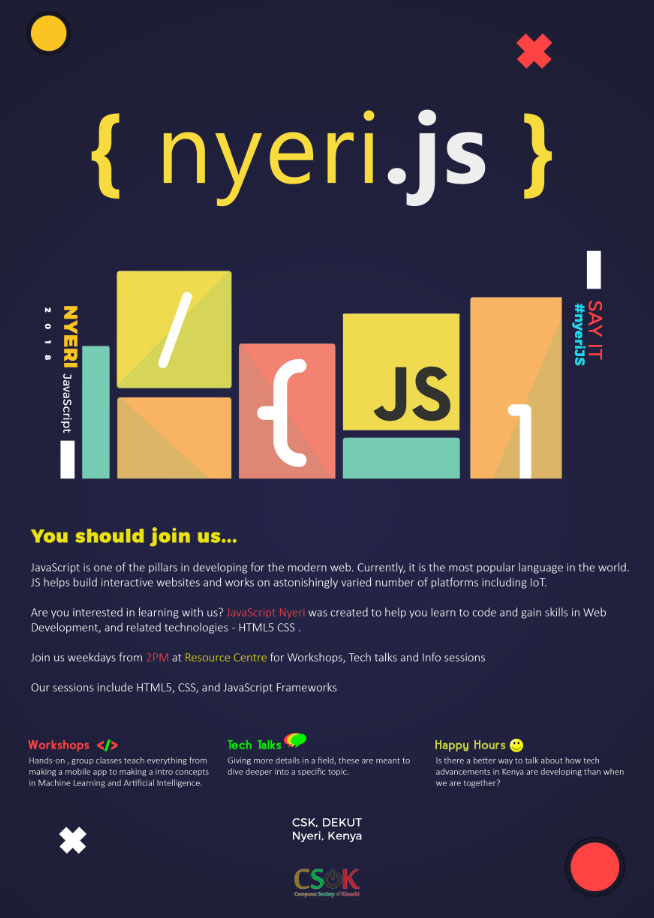 { nyeri.js }
2018
NYERI JavaScript
/
{
JS
1
SAY IT
#nyeriJS
You should join us...
JavaScript is one of the pillars in developing for the modern web. Currently, it is the most popular language in the world.
JS helps build interactive websites and works on astonishingly varied number of platforms including IoT.
Are you interested in learning with us? JavaScript Nyeri was created to help you learn to code and gain skills in Web
Development, and related technologies - HTML5 CSS .
Join us weekdays from 2PM at Resource Centre for Workshops, Tech talks and Info sessions
Our sessions include HTML5, CSS, and JavaScript Frameworks
Workshops </>
Hands-on , group classes teach everything from
making a mobile app to making a intro concepts
in Machine Learning and Artificial Intelligence.
Tech Talks
Giving more details in a field, these are meant to
dive deeper into a specific topic.
Happy Hours
Is there a better way to talk about how tech
advancements in Kenya are developing than when
we are together?
CSK, DEKUT
Nyeri, Kenya
CSOK
Computer Society of Kimathi